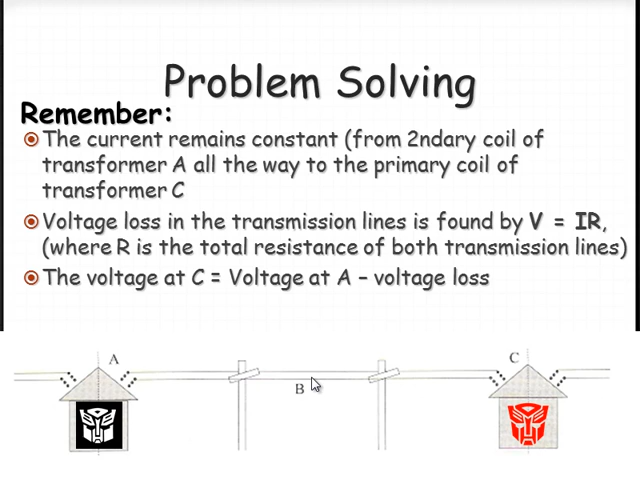 Problem Solving
Remember:
The current remains constant (from 2ndary coil of
transformer A all the way to the primary coil of
transformer C
Voltage loss in the transmission lines is found by V = IR,
(where R is the total resistance of both transmission lines)
The voltage at C = Voltage at A – voltage loss
A
C
B